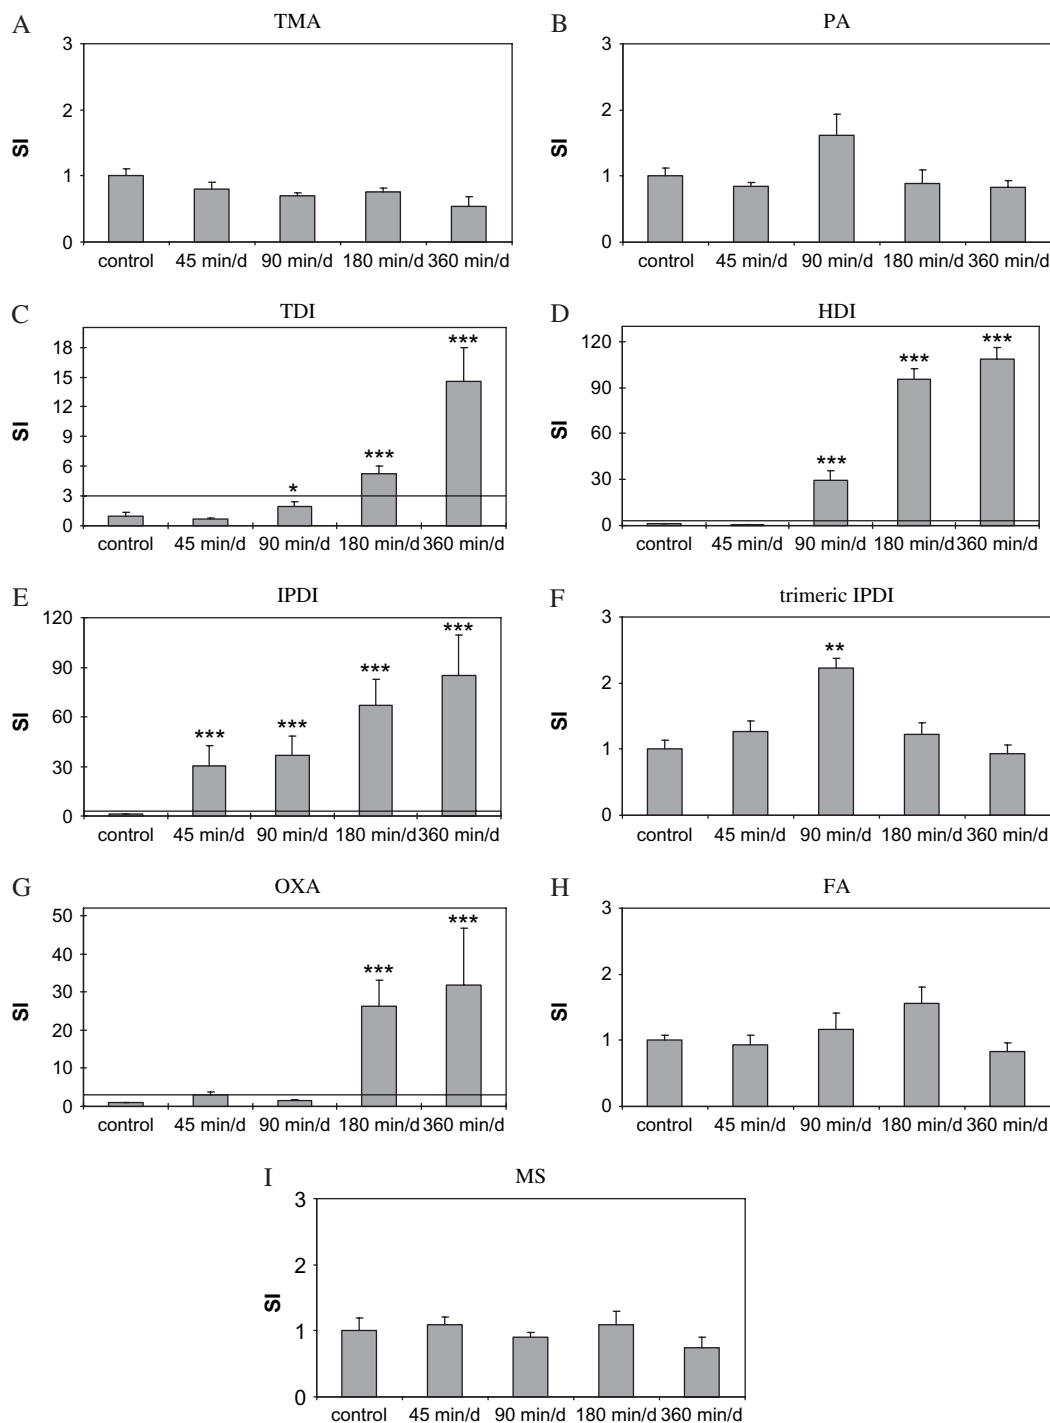 A TMA
SI
3
2
1
0
control 45 min/d 90 min/d 180 min/d 360 min/d
B PA
SI
3
2
1
0
control 45 min/d 90 min/d 180 min/d 360 min/d
C TDI
SI
18
15
12
9
6
3
0
* *** ***
control 45 min/d 90 min/d 180 min/d 360 min/d
D HDI
SI
120
90
60
30
0
*** *** ***
control 45 min/d 90 min/d 180 min/d 360 min/d
E IPDI
SI
120
90
60
30
0
*** *** *** ***
control 45 min/d 90 min/d 180 min/d 360 min/d
F trimeric IPDI
SI
3
2
1
0
**
control 45 min/d 90 min/d 180 min/d 360 min/d
G OXA
SI
50
40
30
20
10
0
*** ***
control 45 min/d 90 min/d 180 min/d 360 min/d
H FA
SI
3
2
1
0
control 45 min/d 90 min/d 180 min/d 360 min/d
I MS
SI
3
2
1
0
control 45 min/d 90 min/d 180 min/d 360 min/d